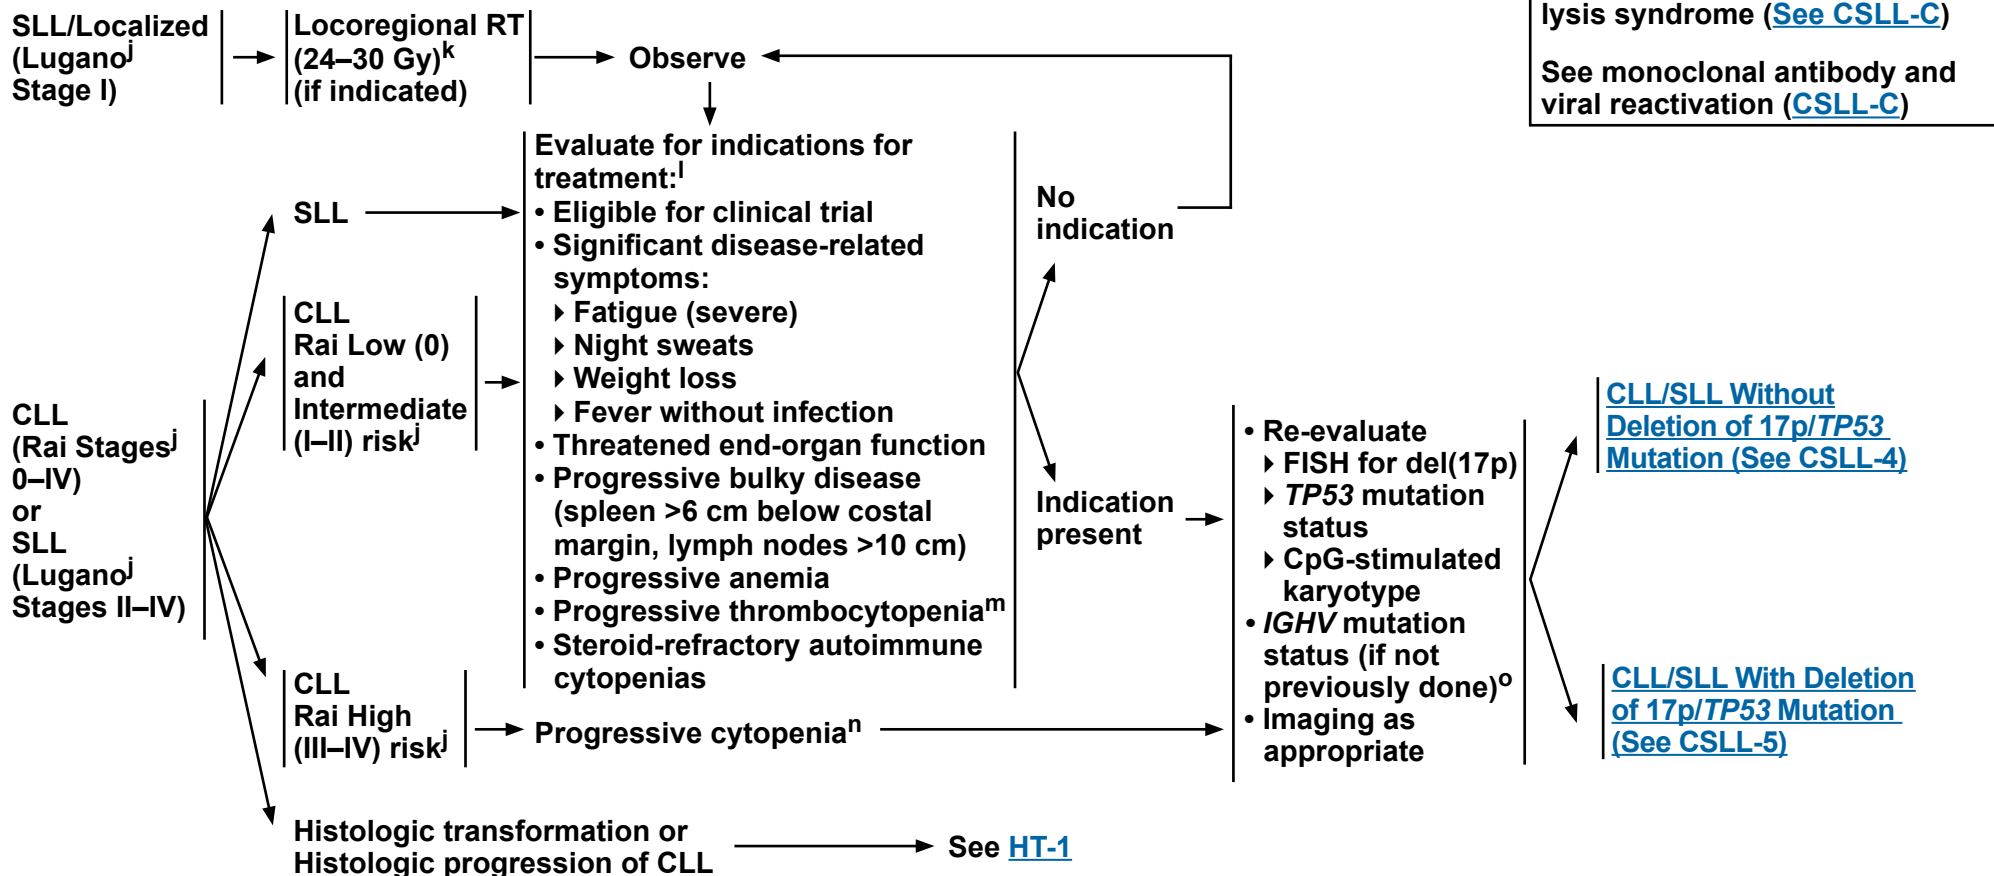 SLL/Localized
(Luganoj
Stage I)
Locoregional RT
(24–30 Gy)k
(if indicated)
Observe
lysis syndrome (See CSLL-C)
See monoclonal antibody and
viral reactivation (CSLL-C)
CLL
(Rai Stagesj
0–IV)
or
SLL
(Luganoj
Stages II–IV)
SLL
CLL
Rai Low (0)
and
Intermediate
(I–II) riskj
CLL
Rai High
(III–IV) riskj
Histologic transformation or
Histologic progression of CLL
See HT-1
Evaluate for indications for
treatment:l
• Eligible for clinical trial
• Significant disease-related
symptoms:
Fatigue (severe)
Night sweats
Weight loss
Fever without infection
• Threatened end-organ function
• Progressive bulky disease
(spleen >6 cm below costal
margin, lymph nodes >10 cm)
• Progressive anemia
• Progressive thrombocytopeniam
• Steroid-refractory autoimmune
cytopenias
Progressive cytopenian
No
indication
Indication
present
• Re-evaluate
FISH for del(17p)
TP53 mutation
status
CpG-stimulated
karyotype
• IGHV mutation
status (if not
previously done)o
• Imaging as
appropriate
CLL/SLL Without
Deletion of 17p/TP53
Mutation (See CSLL-4)
CLL/SLL With Deletion
of 17p/TP53 Mutation
(See CSLL-5)